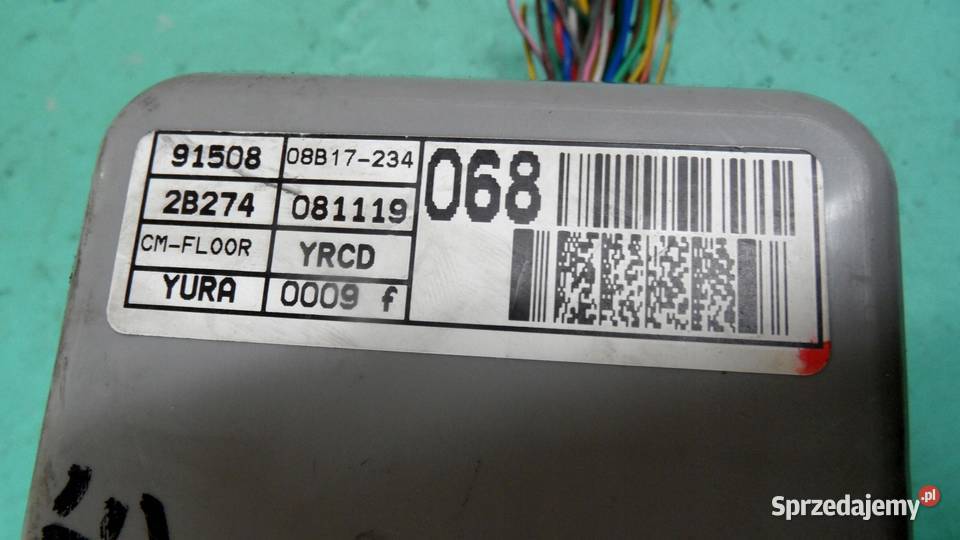 91508 08B17-234 068
2B274 081119
CM-FLOOR YRCD
YURA 0009 f
Sprzedajemy.pl